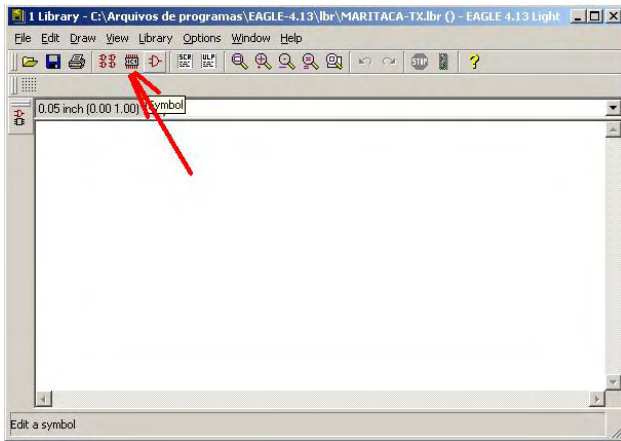 1 Library - C:\Arquivos de programas\EAGLE-4.13\lbr\MARITACA-TX.lbr () - EAGLE 4.13 Light
File Edit Draw View Library Options Window Help
SCR ULP STOP ?
0.05 inch (0.00 1.00) Symbol
Edit a symbol